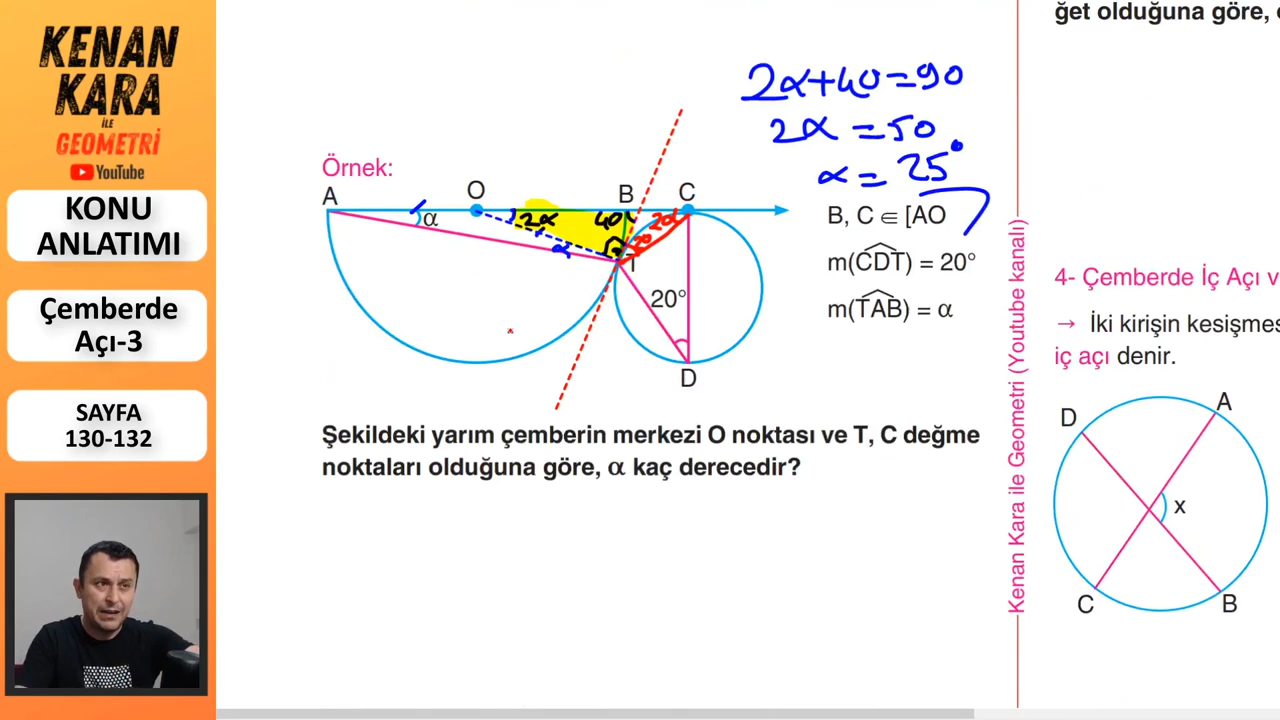 KENAN
KARA
İLE
GEOMETRİ
YouTube
KONU
ANLATIMI
Çemberde
Açı-3
SAYFA
130-132
2α+40=90
2α=50
α=25°
Örnek:
A
O
B
C
α
2α
40
20
20
α
T
20°
D
B, C ∈ [AO
m(CDT) = 20°
m(TAB) = α
Şekildeki yarım çemberin merkezi O noktası ve T, C değme
noktaları olduğuna göre, α kaç derecedir?
Kenan Kara ile Geometri (Youtube kanalı)
ğet olduğuna göre,
4- Çemberde İç Açı
→ İki kirişin kesişmes
iç açı denir.
D
A
x
C
B